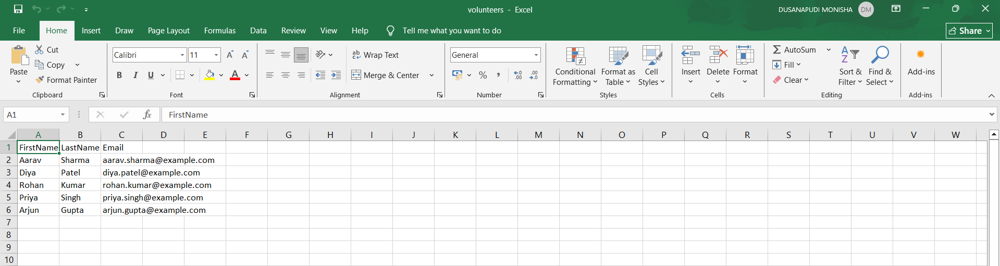 volunteers - Excel
DUSANAPUDI MONISHA DM
File Home Insert Draw Page Layout Formulas Data Review View Help Tell me what you want to do Share
Paste
Cut
Copy
Format Painter
Clipboard
Calibri 11 A A
B I U A
Font
ab Wrap Text
Merge & Center
Alignment
General
% , .00 .00
Number
Conditional Formatting
Format as Table
Cell Styles
Styles
Insert Delete Format
Cells
AutoSum
Fill
Clear
Sort & Filter
Find & Select
Editing
Add-ins
Add-ins
A1 fx FirstName
A B C D E F G H I J K L M N O P Q R S T U V W
1 FirstName LastName Email
2 Aarav Sharma aarav.sharma@example.com
3 Diya Patel diya.patel@example.com
4 Rohan Kumar rohan.kumar@example.com
5 Priya Singh priya.singh@example.com
6 Arjun Gupta arjun.gupta@example.com
7
8
9
10